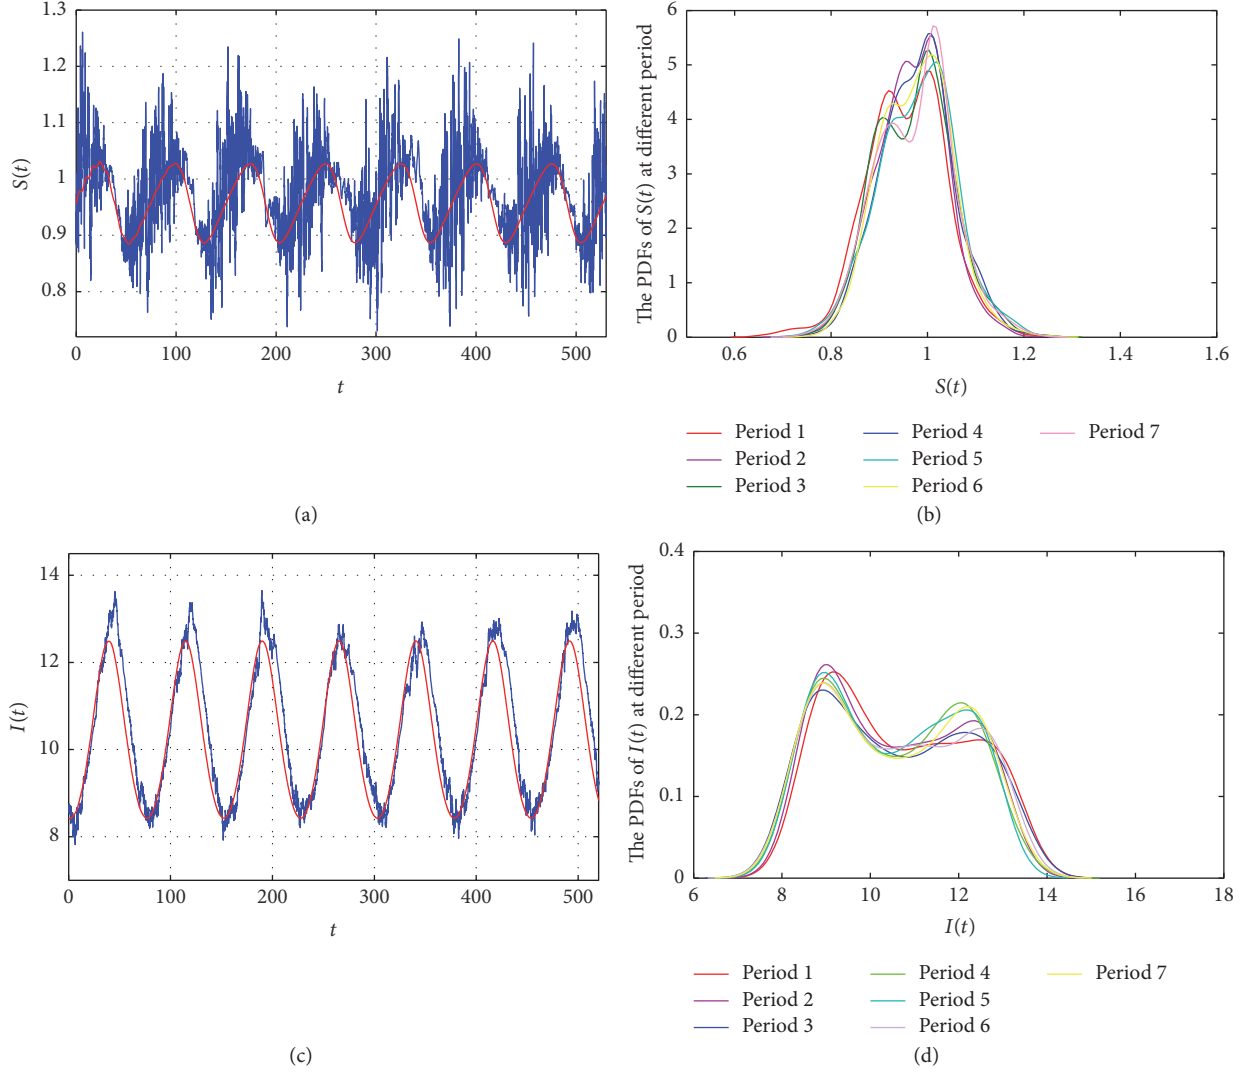 1.3
1.2
1.1
1
0.9
0.8
S(t)
0
100
200
300
400
500
t
(a)
6
5
4
3
2
1
0
The PDFs of S(t) at different period
0.6
0.8
1
1.2
1.4
1.6
S(t)
Period 1
Period 4
Period 7
Period 2
Period 5
Period 3
Period 6
(b)
14
12
10
8
I(t)
0
100
200
300
400
500
t
(c)
0.4
0.3
0.2
0.1
0
The PDFs of I(t) at different period
6
8
10
12
14
16
18
I(t)
Period 1
Period 4
Period 7
Period 2
Period 5
Period 3
Period 6
(d)